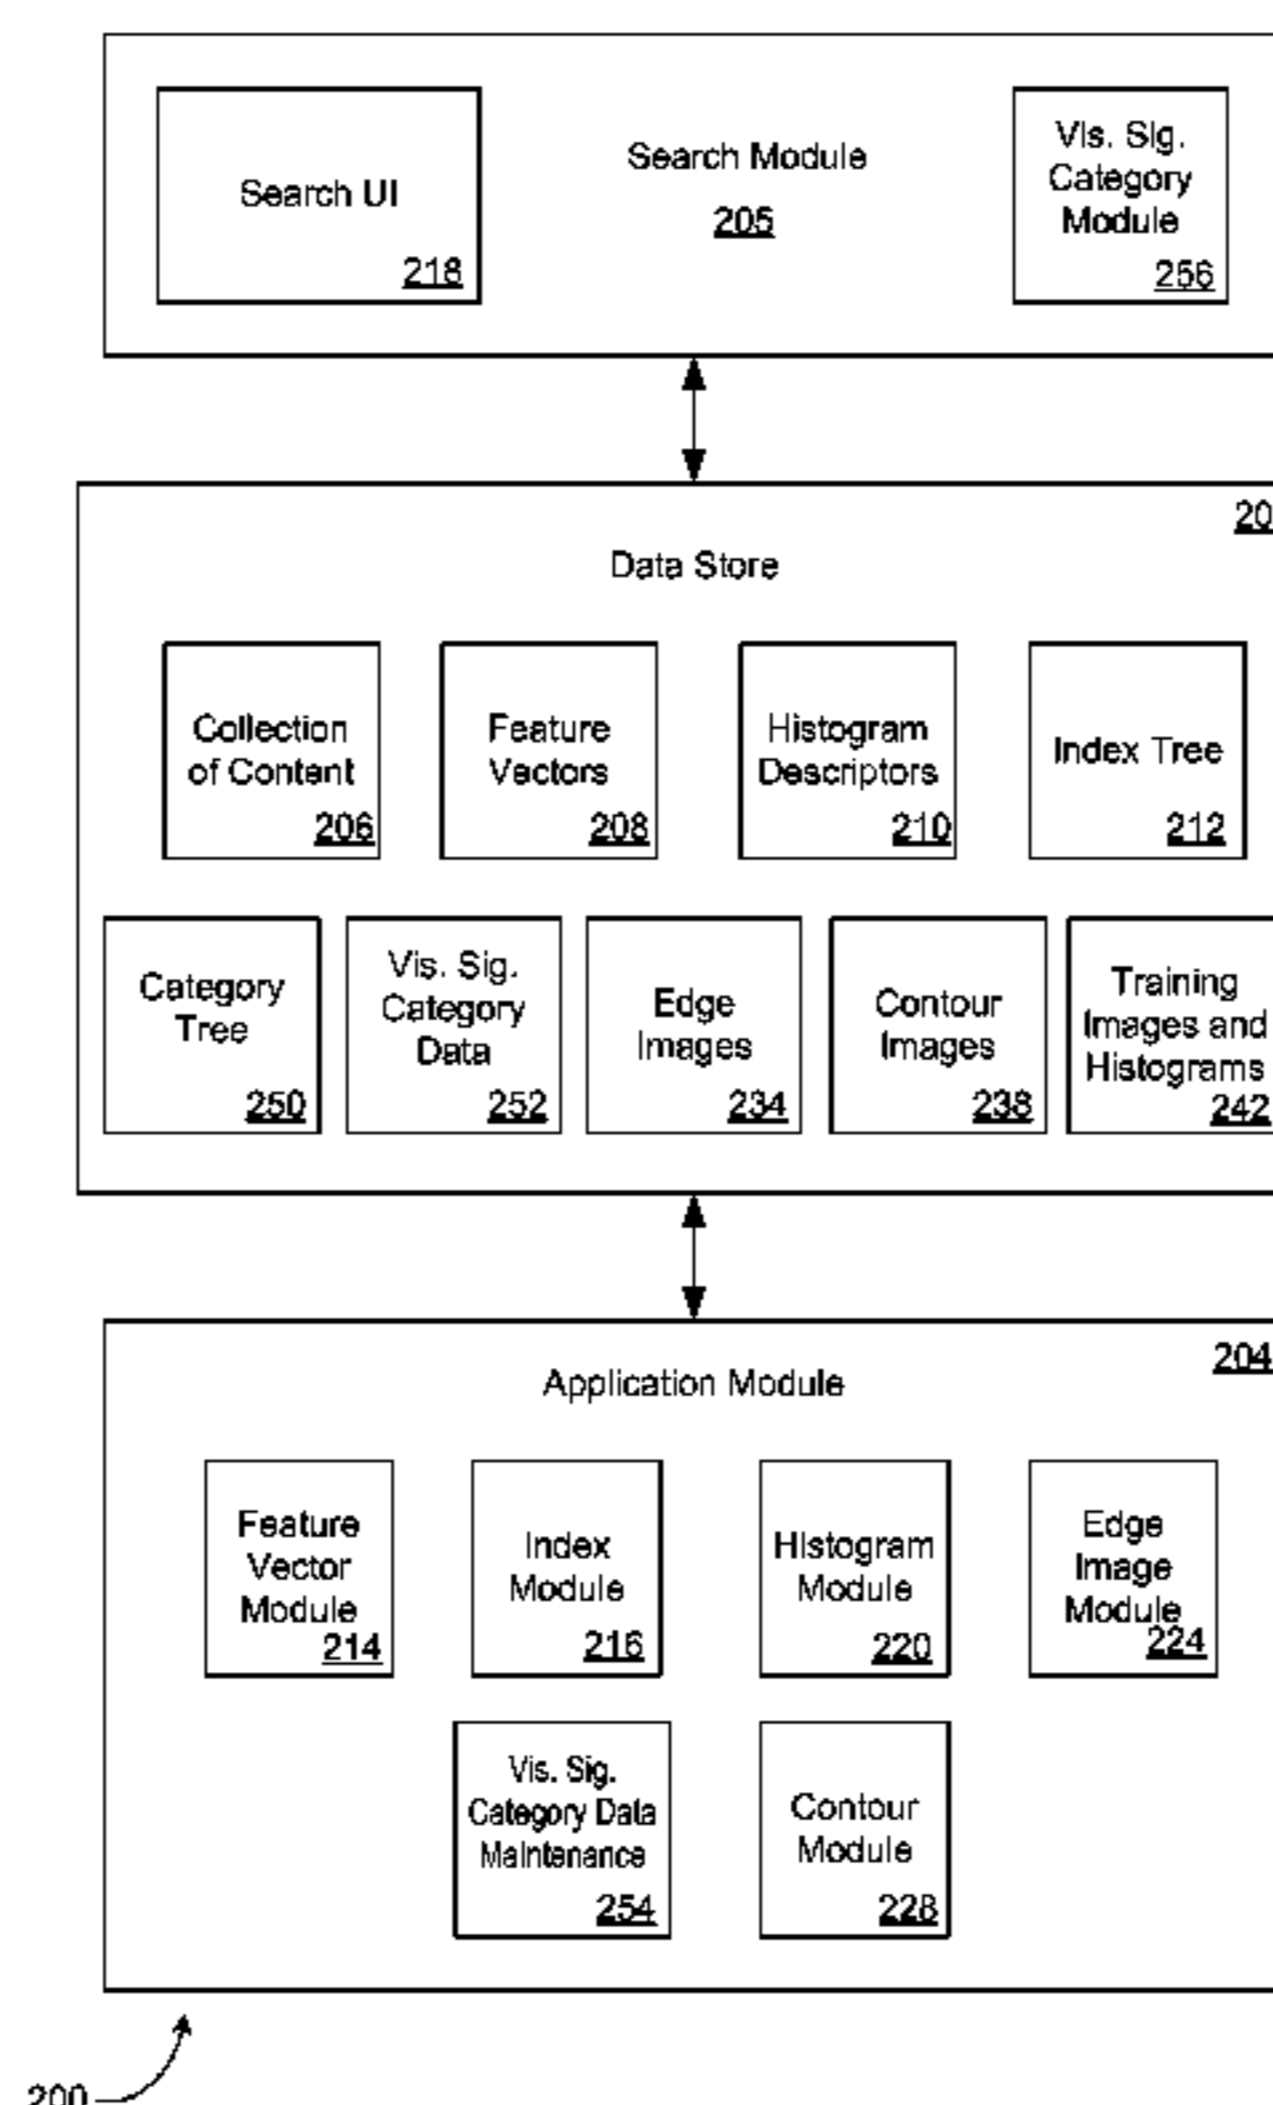 Search UI
218
Search Module
205
Vis. Sig.
Category
Module
256
20
Data Store
Collection
of Content
206
Feature
Vectors
208
Histogram
Descriptors
210
Index Tree
212
Category
Tree
250
Vis. Sig.
Category
Data
252
Edge
Images
234
Contour
Images
238
Training
Images and
Histograms
242
204
Application Module
Feature
Vector
Module
214
Index
Module
216
Histogram
Module
220
Edge
Image
Module
224
Vis. Sig.
Category Data
Maintenance
254
Contour
Module
228
200